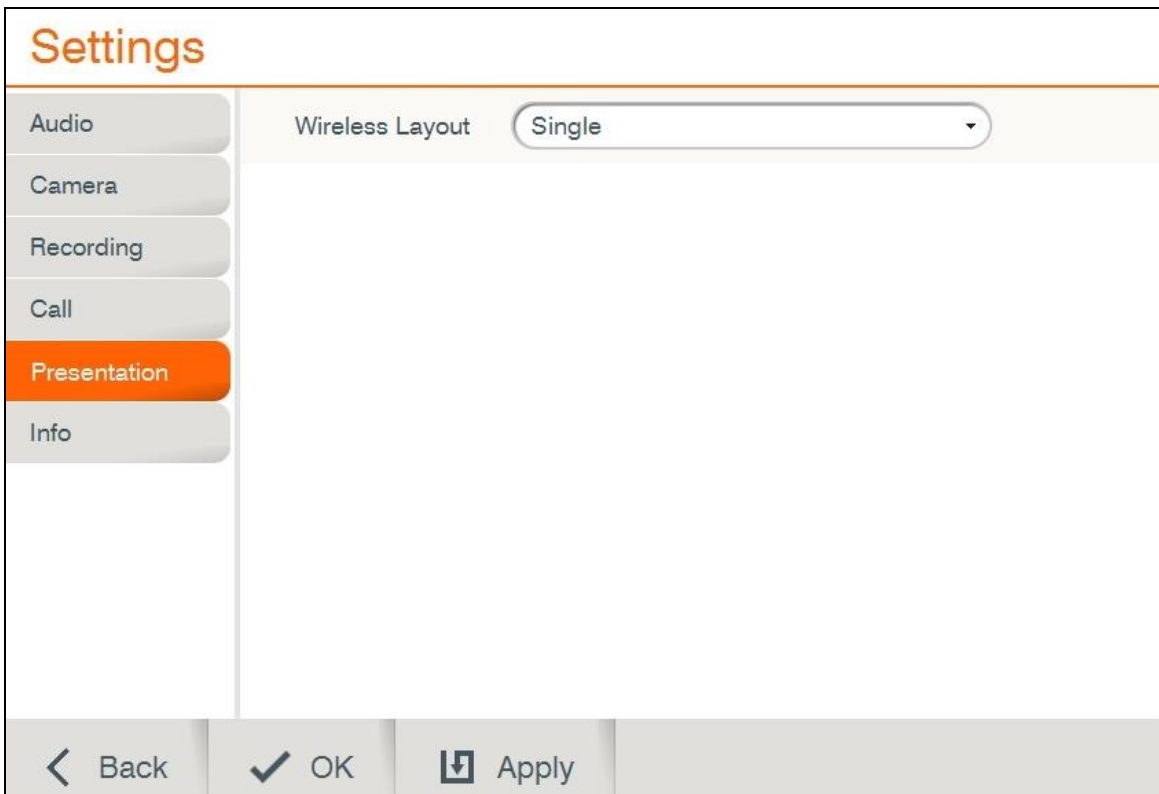 Settings
Audio
Wireless Layout Single
Camera
Recording
Call
Presentation
Info
Back OK Apply